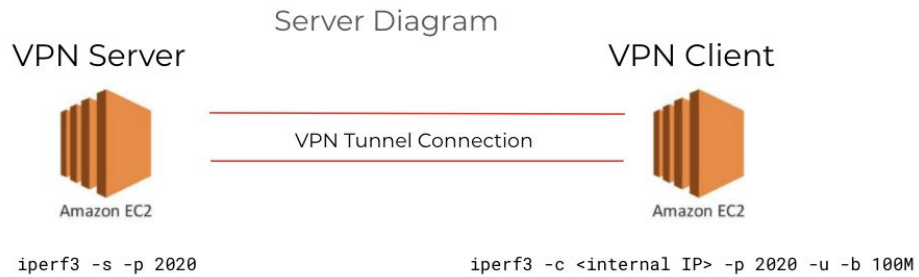 Server Diagram
VPN Server
VPN Client
VPN Tunnel Connection
Amazon EC2
Amazon EC2
iperf3 -s -p 2020
iperf3 -c <internal IP> -p 2020 -u -b 100M